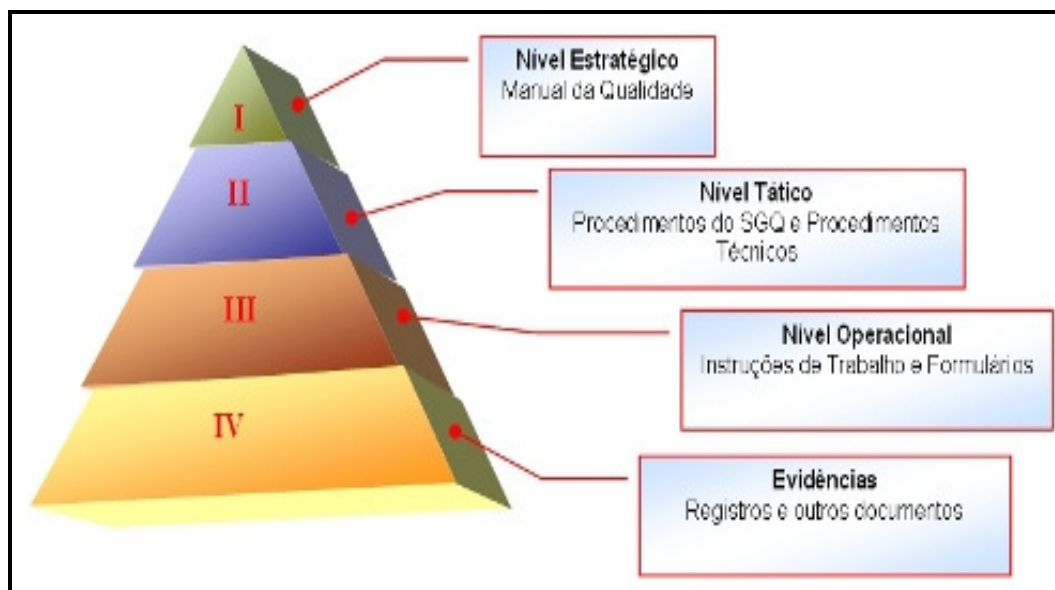 I
Nível Estratégico
Manual da Qualidade
II
Nível Tático
Procedimentos do SGQ e Procedimentos
Técnicos
III
Nível Operacional
Instruções de Trabalho e Formulários
IV
Evidências
Registros e outros documentos